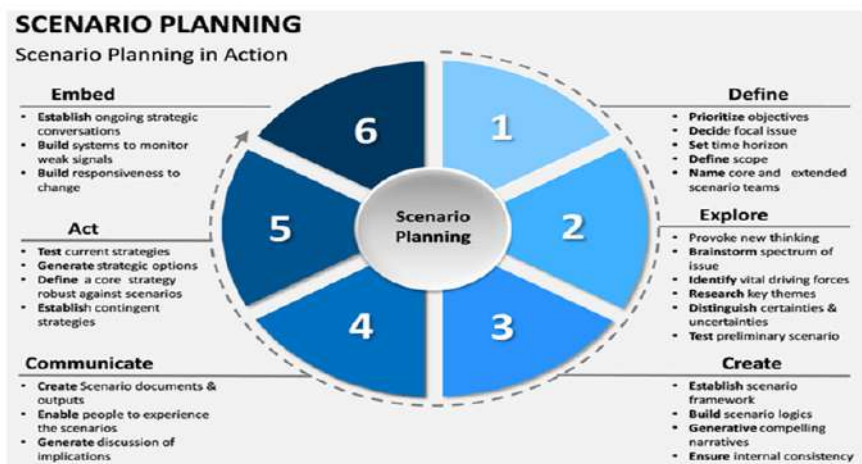 SCENARIO PLANNING
Scenario Planning in Action
Embed
• Establish ongoing strategic
conversations
• Build systems to monitor
weak signals
• Build responsiveness to
change
Act
• Test current strategies
• Generate strategic options
• Define a core strategy
robust against scenarios
• Establish contingent
strategies
Communicate
• Create Scenario documents &
outputs
• Enable people to experience
the scenarios
• Generate discussion of
implications
6
1
5
Scenario
Planning
2
4
3
Define
• Prioritize objectives
• Decide focal issue
• Set time horizon
• Define scope
• Name core and extended
scenario teams
Explore
• Provoke new thinking
• Brainstorm spectrum of
issue
• Identify vital driving forces
• Research key themes
• Distinguish certainties &
uncertainties
• Test preliminary scenario
Create
• Establish scenario
framework
• Build scenario logics
• Generative compelling
narratives
• Ensure internal consistency